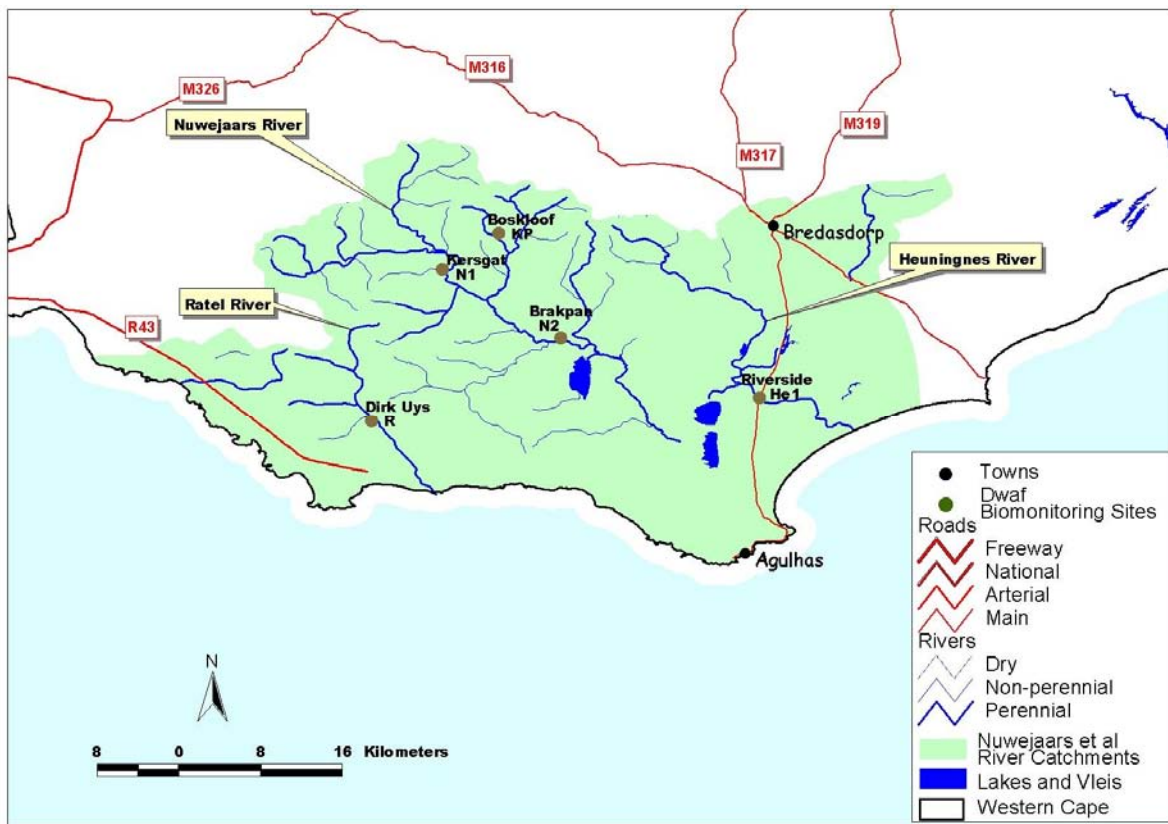 M326
M316
Nuwejaars River
M319
M317
Boskloof
KP
Bredasdorp
Kersgat
N1
Heuningnes River
Ratel River
Brakpan
N2
R43
Riverside
He1
Dirk Uys
R
Agulhas
N
8 0 8 16 Kilometers
Towns
Dwaf
Biomonitoring Sites
Roads
Freeway
National
Arterial
Main
Rivers
Dry
Non-perennial
Perennial
Nuwejaars et al
River Catchments
Lakes and Vleis
Western Cape